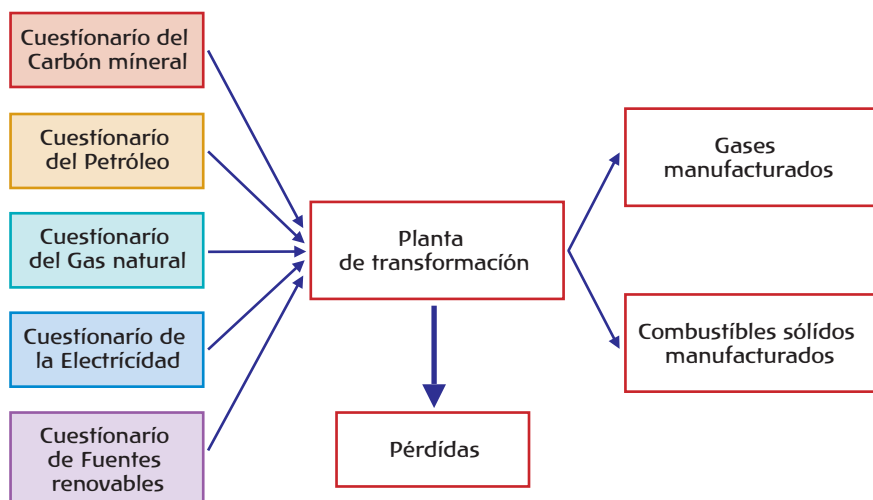 Cuestionario del
Carbón mineral
Cuestionario
del Petróleo
Cuestionario
del Gas natural
Cuestionario de
la Electricidad
Cuestionario
de Fuentes
renovables
Planta
de transformación
Pérdidas
Gases
manufacturados
Combustibles sólidos
manufacturados